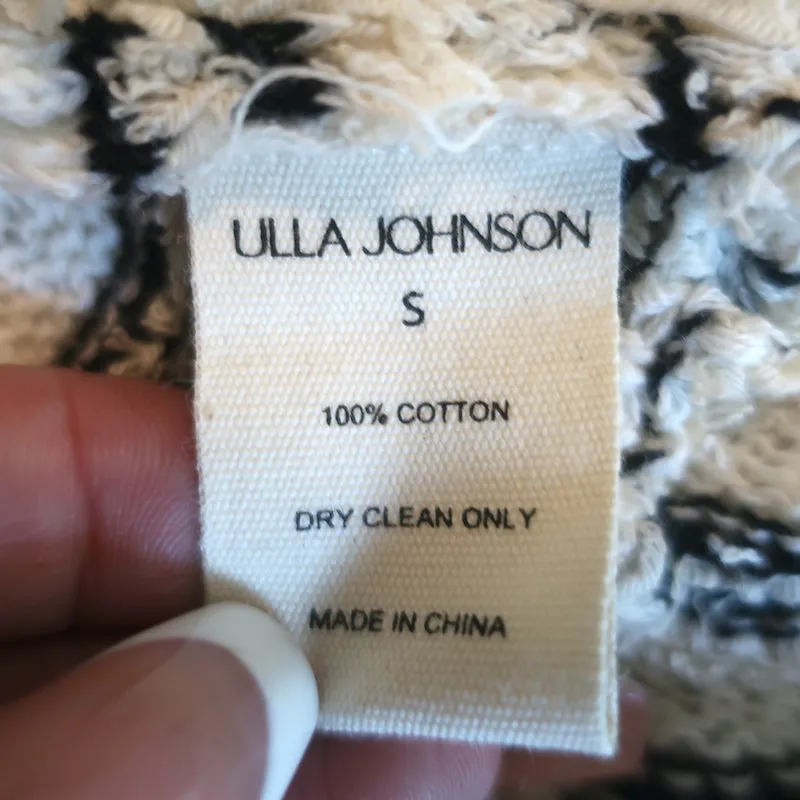 ULLA JOHNSON
S
100% COTTON
DRY CLEAN ONLY
MADE IN CHINA